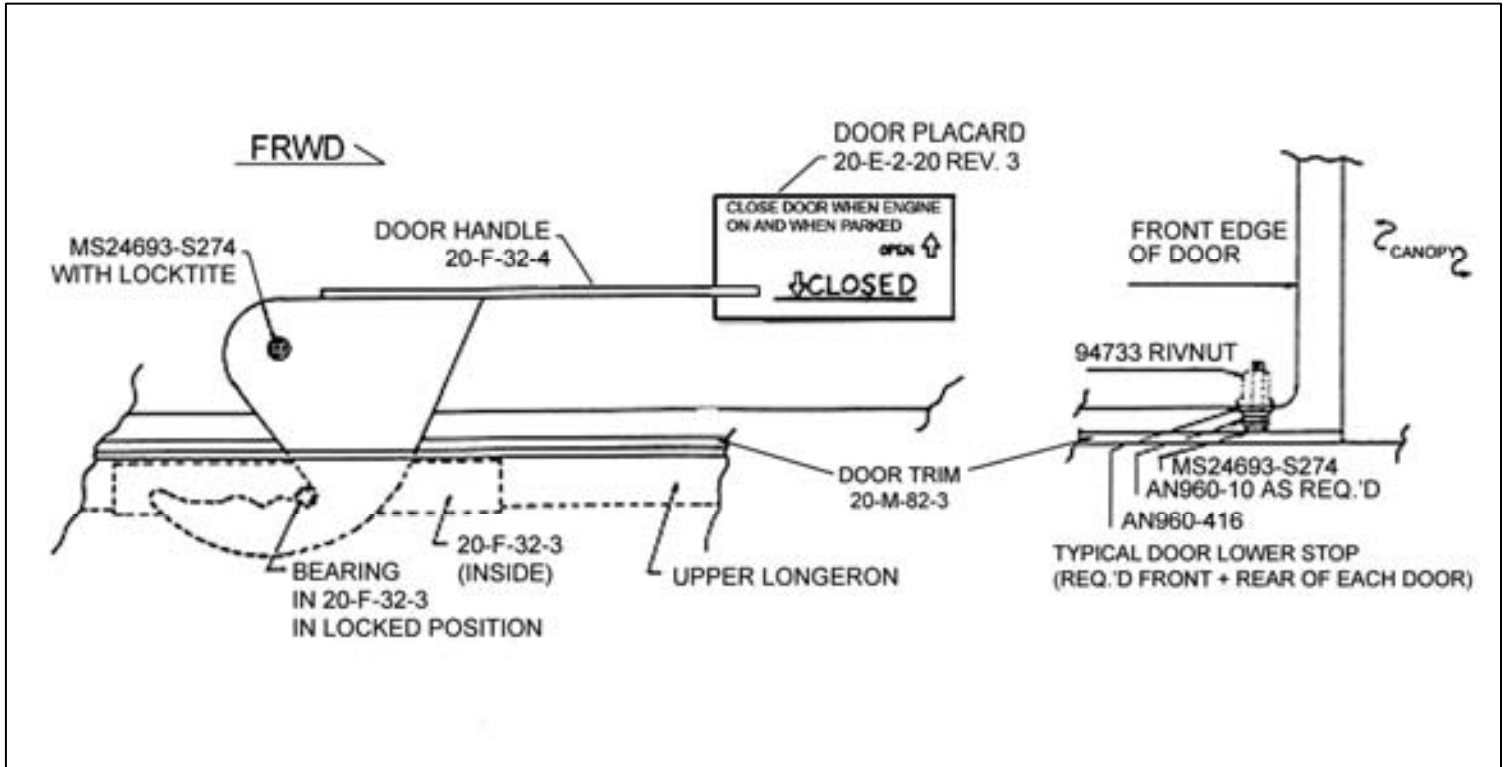 FRWD
DOOR PLACARD
20-E-2-20 REV. 3
CLOSE DOOR WHEN ENGINE
ON AND WHEN PARKED
OPEN
CLOSED
DOOR HANDLE
20-F-32-4
MS24693-S274
WITH LOCKTITE
FRONT EDGE
OF DOOR
CANOPY
94733 RIVNUT
DOOR TRIM
20-M-82-3
MS24693-S274
AN960-10 AS REQ.'D
AN960-416
TYPICAL DOOR LOWER STOP
(REQ.'D FRONT + REAR OF EACH DOOR)
20-F-32-3
(INSIDE)
UPPER LONGERON
BEARING
IN 20-F-32-3
IN LOCKED POSITION